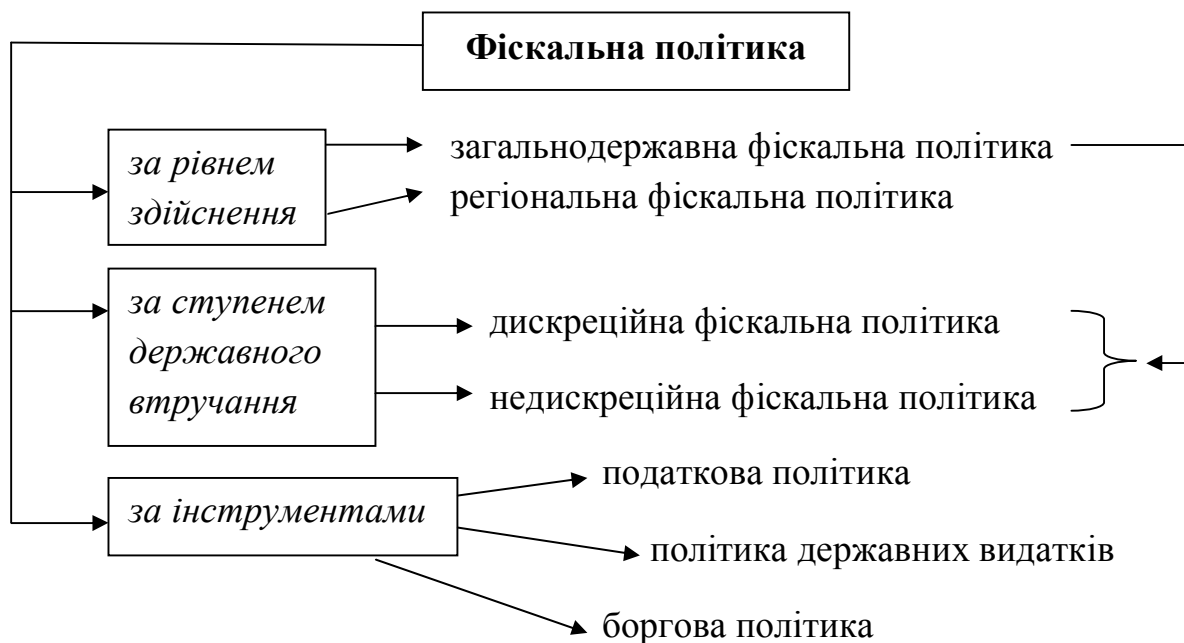 Фіскальна політика
за рівнем
здійснення
загальнодержавна фіскальна політика
регіональна фіскальна політика
за ступенем
державного
втручання
дискреційна фіскальна політика
недискреційна фіскальна політика
за інструментами
податкова політика
політика державних видатків
боргова політика